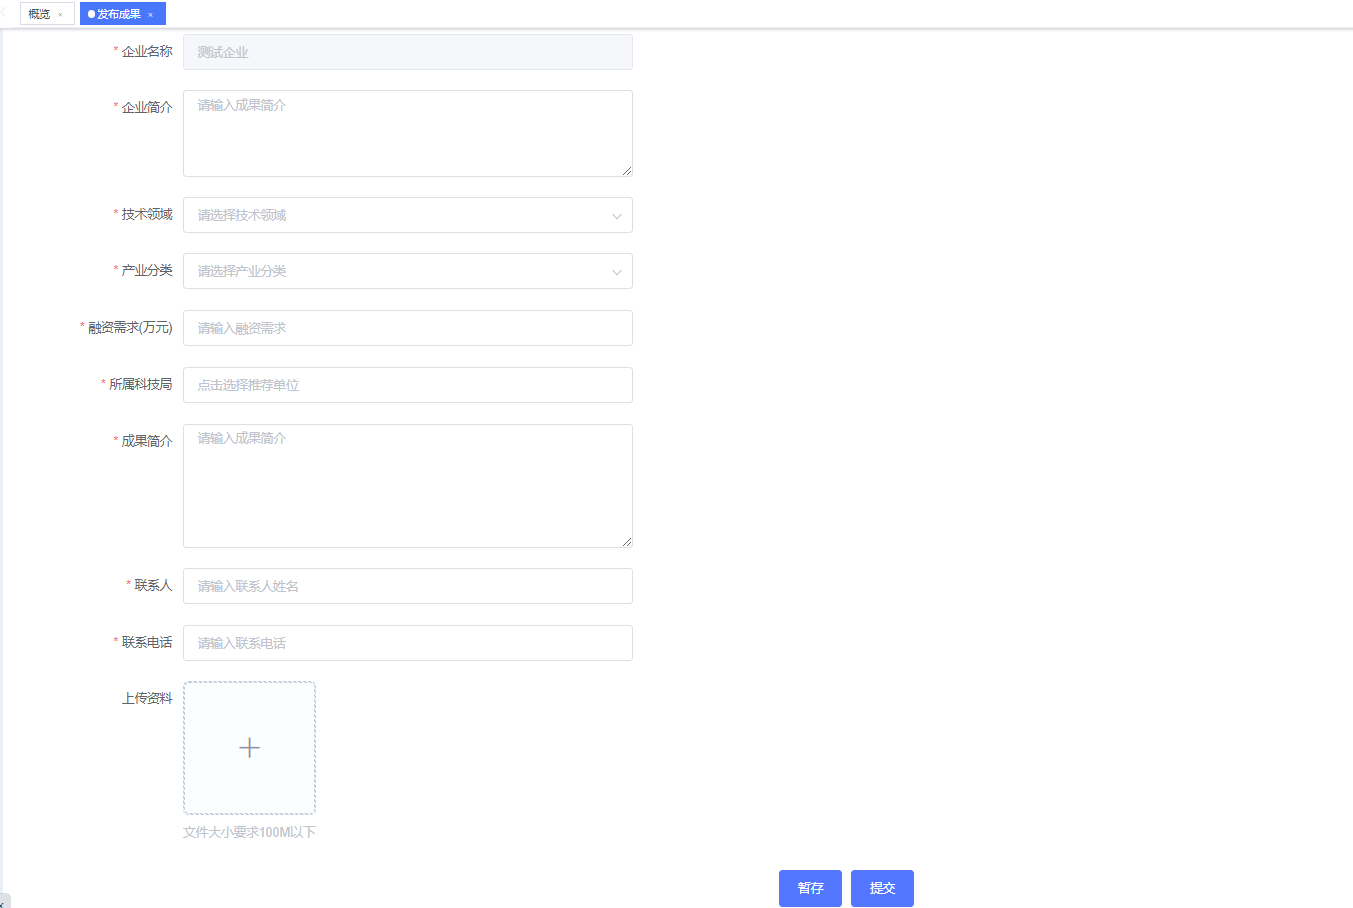 概览 ×
发布成果 ×
* 企业名称
测试企业
* 企业简介
请输入成果简介
* 技术领域
请选择技术领域
* 产业分类
请选择产业分类
* 融资需求(万元)
请输入融资需求
* 所属科技局
点击选择推荐单位
* 成果简介
请输入成果简介
* 联系人
请输入联系人姓名
* 联系电话
请输入联系电话
上传资料
文件大小要求100M以下
暂存
提交